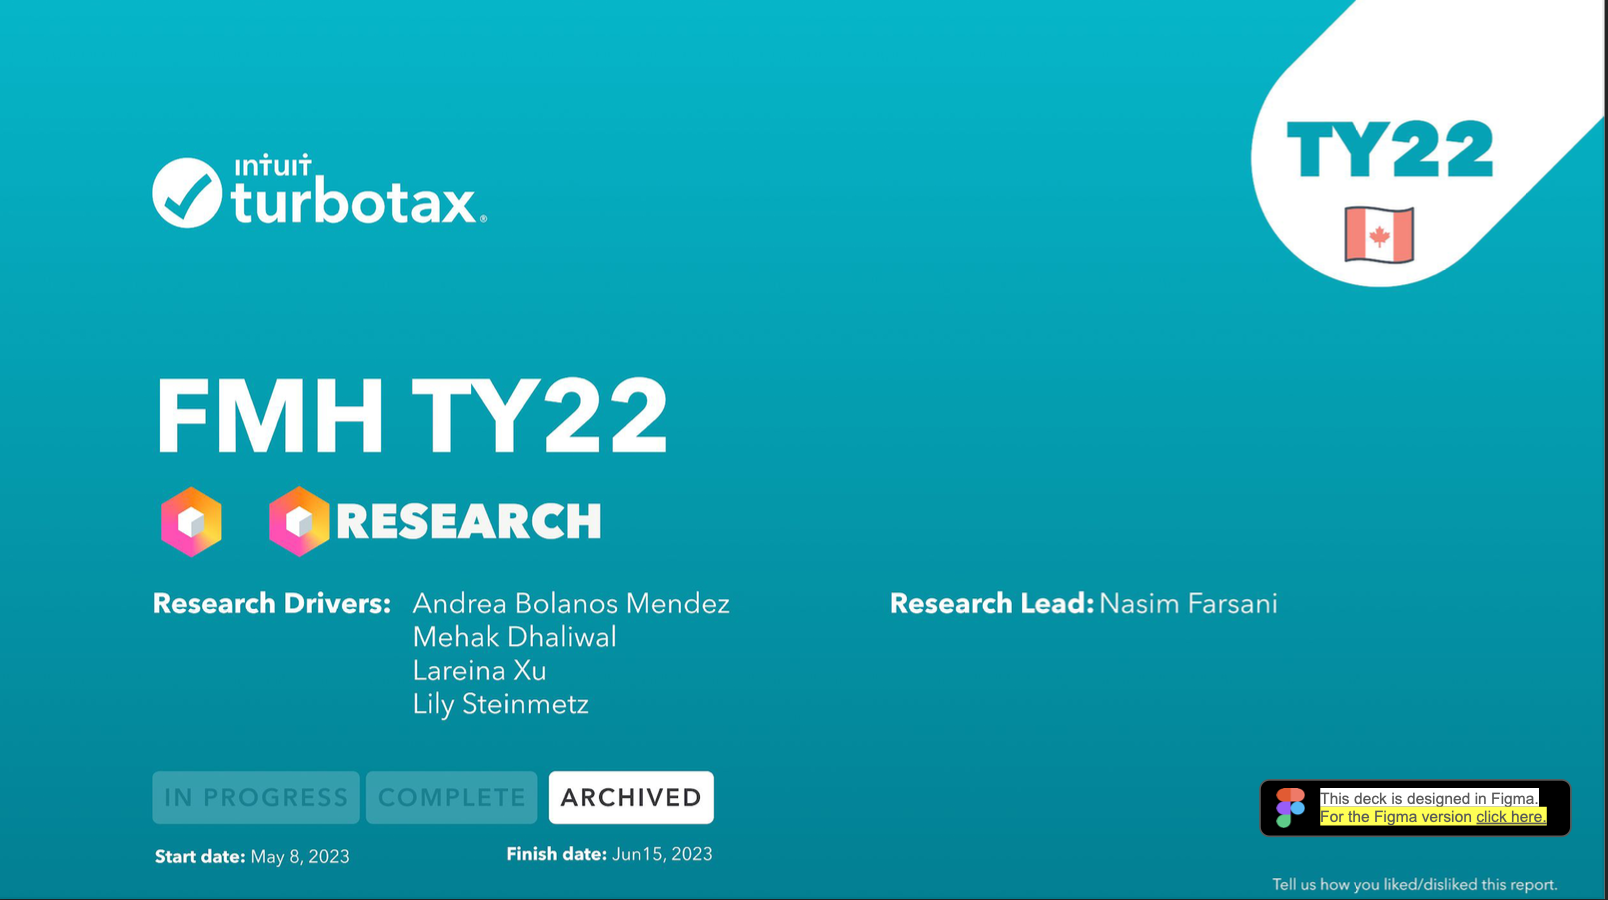 TY22
intuit
turbotax®
FMH TY22
RESEARCH
Research Drivers: Andrea Bolanos Mendez
Mehak Dhaliwal
Lareina Xu
Lily Steinmetz
Research Lead: Nasim Farsani
IN PROGRESS COMPLETE ARCHIVED
Start date: May 8, 2023
Finish date: Jun15, 2023
This deck is designed in Figma.
For the Figma version click here.
Tell us how you liked/disliked this report.